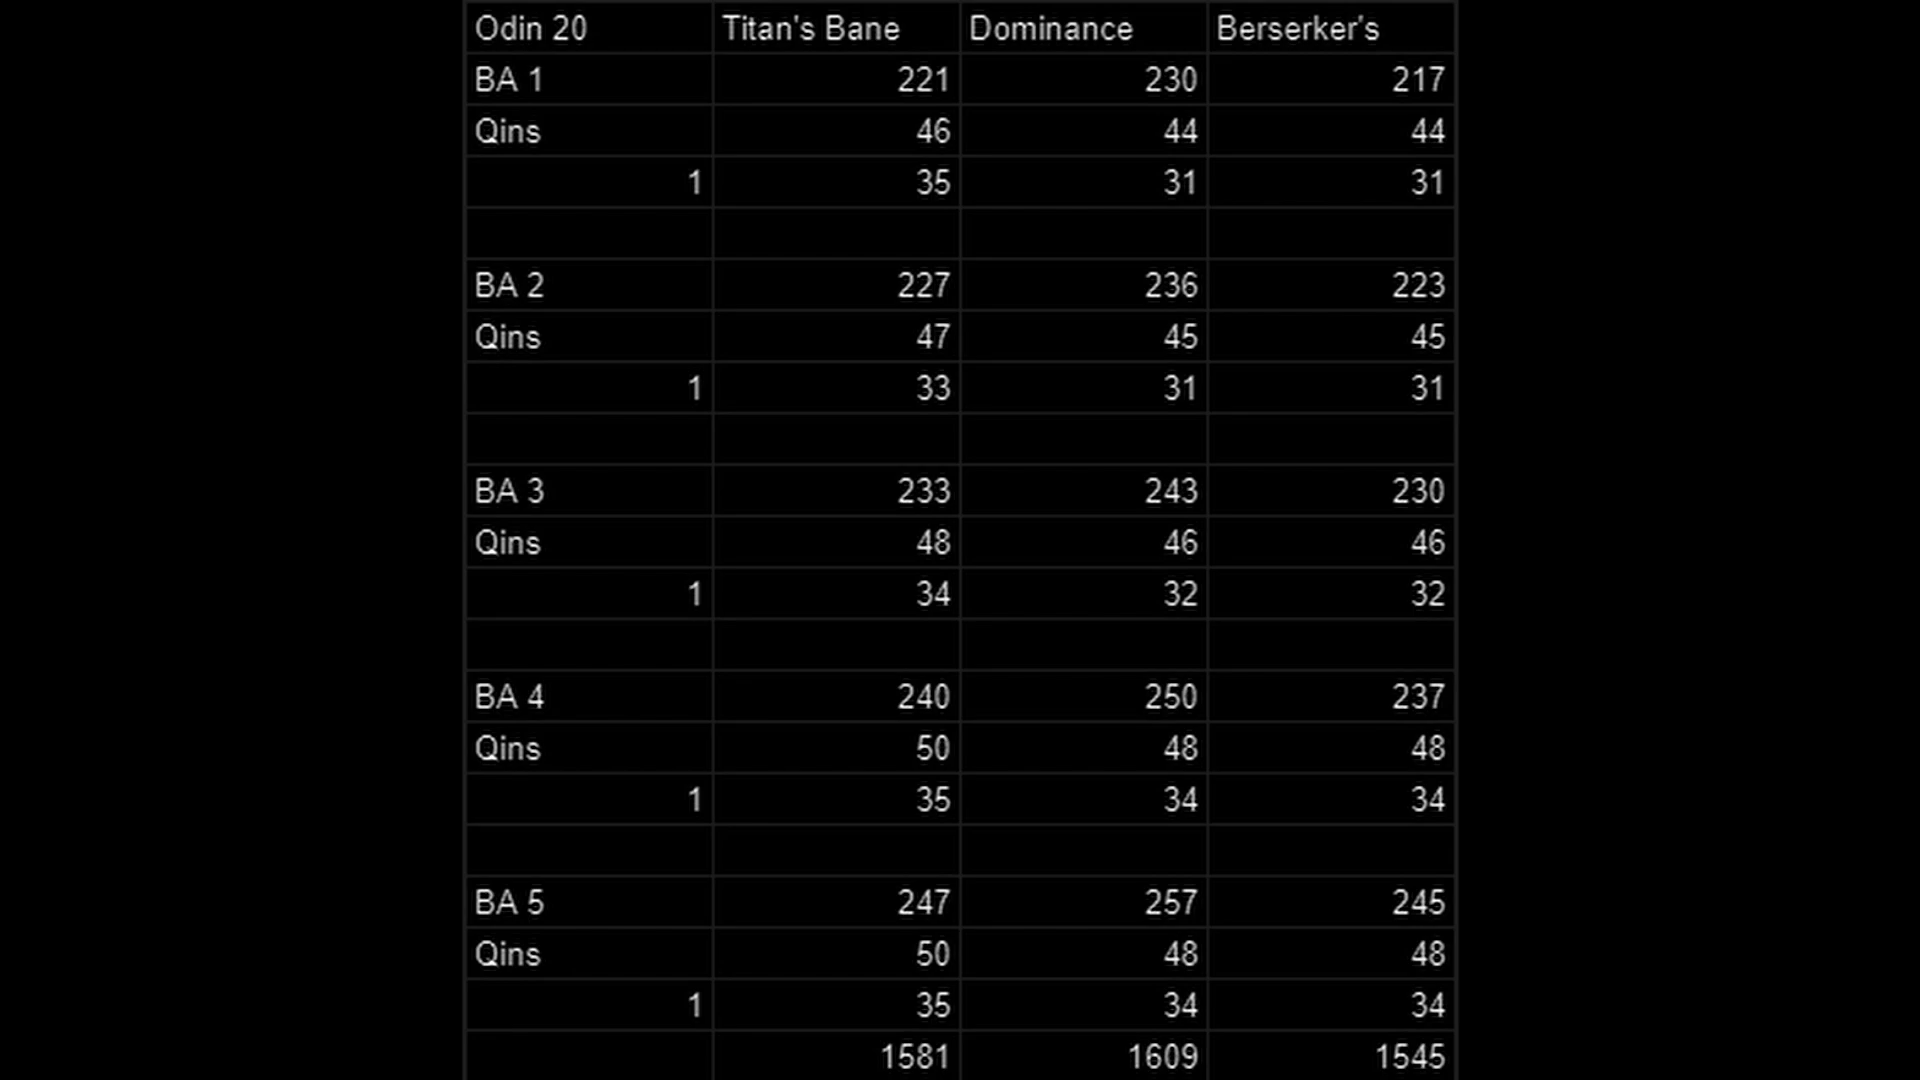 Odin 20 Titan's Bane Dominance Berserker's
BA 1 221 230 217
Qins 46 44 44
1 35 31 31
BA 2 227 236 223
Qins 47 45 45
1 33 31 31
BA 3 233 243 230
Qins 48 46 46
1 34 32 32
BA 4 240 250 237
Qins 50 48 48
1 35 34 34
BA 5 247 257 245
Qins 50 48 48
1 35 34 34
1581 1609 1545